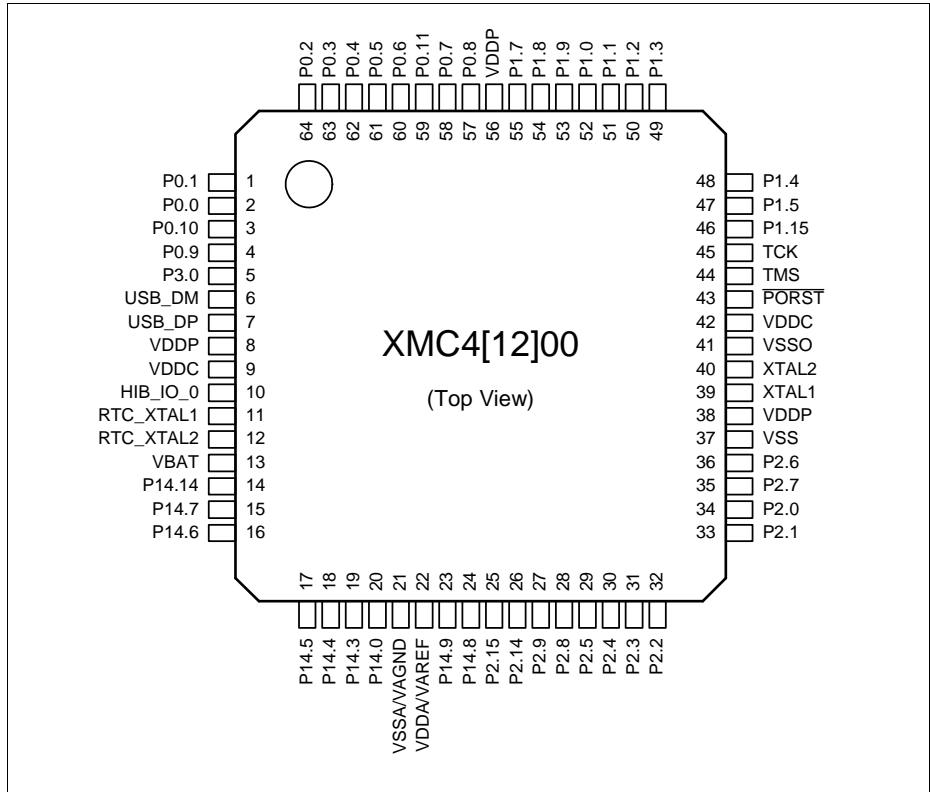 P0.2 P0.3 P0.4 P0.5 P0.6 P0.11 P0.7 P0.8 VDDP P1.7 P1.8 P1.9 P1.0 P1.1 P1.2 P1.3
64 63 62 61 60 59 58 57 56 55 54 53 52 51 50 49
P0.1 1 48 P1.4
P0.0 2 47 P1.5
P0.10 3 46 P1.15
P0.9 4 45 TCK
P3.0 5 44 TMS
USB_DM 6 43 PORST
USB_DP 7 42 VDDC
VDDP 8 41 VSSO
VDDC 9 40 XTAL2
HIB_IO_0 10 39 XTAL1
RTC_XTAL1 11 38 VDDP
RTC_XTAL2 12 37 VSS
VBAT 13 36 P2.6
P14.14 14 35 P2.7
P14.7 15 34 P2.0
P14.6 16 33 P2.1
XMC4[12]00
(Top View)
17 18 19 20 21 22 23 24 25 26 27 28 29 30 31 32
P14.5 P14.4 P14.3 P14.0 VSSA/VAGND VDDA/VAREF P14.9 P14.8 P2.15 P2.14 P2.9 P2.8 P2.5 P2.4 P2.3 P2.2